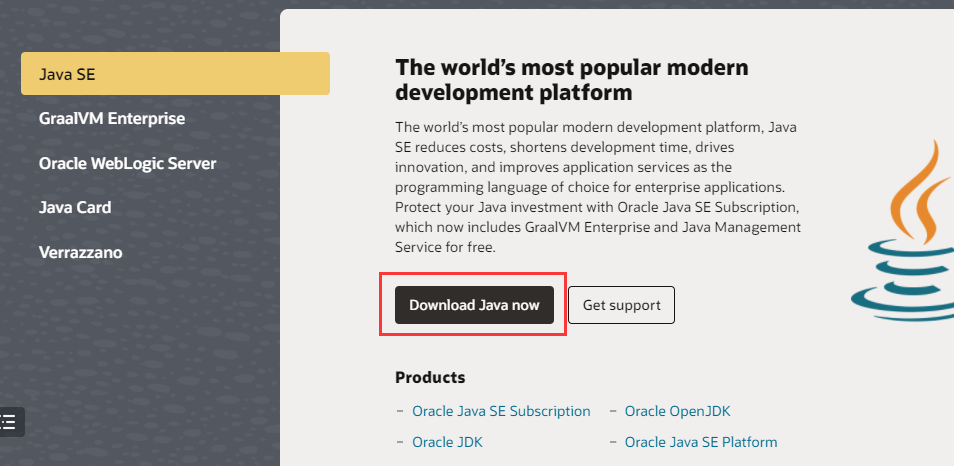 Java SE
GraalVM Enterprise
Oracle WebLogic Server
Java Card
Verrazzano
The world's most popular modern
development platform
The world's most popular modern development platform, Java
SE reduces costs, shortens development time, drives
innovation, and improves application services as the
programming language of choice for enterprise applications.
Protect your Java investment with Oracle Java SE Subscription,
which now includes GraalVM Enterprise and Java Management
Service for free.
Download Java now
Get support
Products
– Oracle Java SE Subscription
– Oracle OpenJDK
– Oracle JDK
– Oracle Java SE Platform